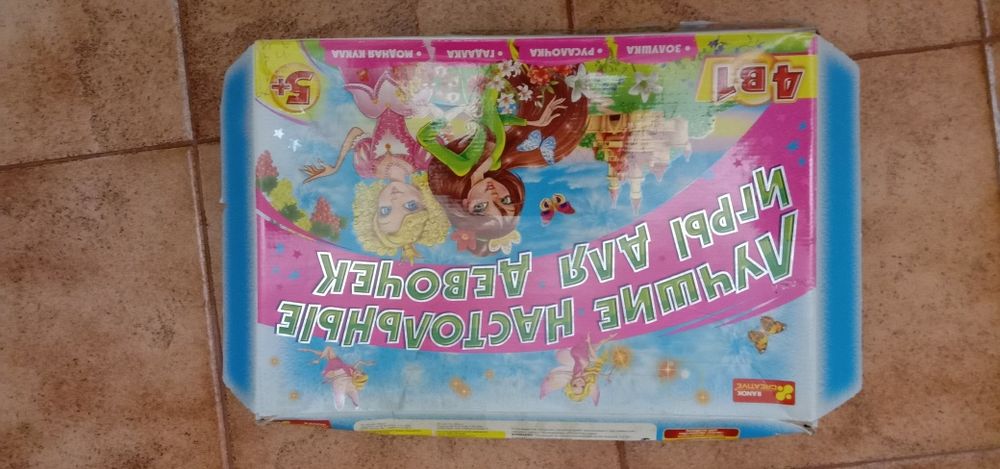 RANOK
CREATIVE
ЛУЧШИЕ НАСТОЛЬНЫЕ
ИГРЫ ДЛЯ ДЕВОЧЕК
4 В 1
5+
• ЗОЛУШКА • РУСАЛОЧКА • ГАДАЛКА • МОДНАЯ КУКЛА